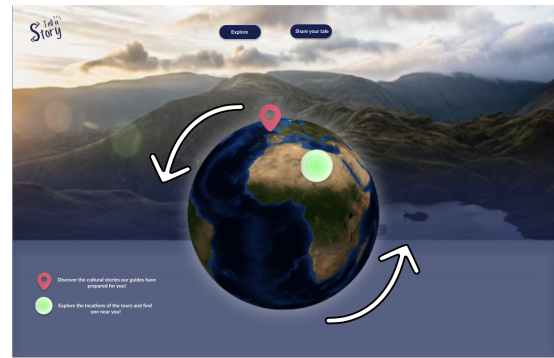 Tell a
Story
Explore
Share your tale
Discover the cultural stories our guides have
prepared for you!
Explore the locations of the tours and find
one near you!